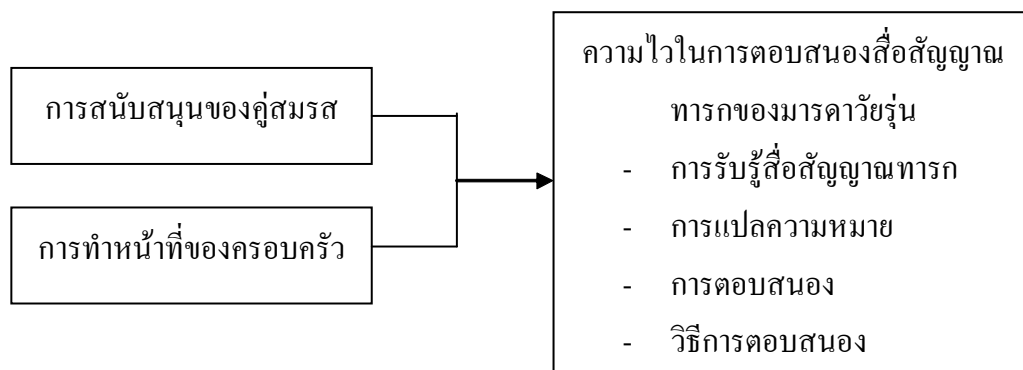 การสนับสนุนของคู่สมรส
การทำหน้าที่ของครอบครัว
ความไวในการตอบสนองสื่อสัญญาณ
ทารกของมารดาวัยรุ่น
- การรับรู้สื่อสัญญาณทารก
- การแปลความหมาย
- การตอบสนอง
- วิธีการตอบสนอง